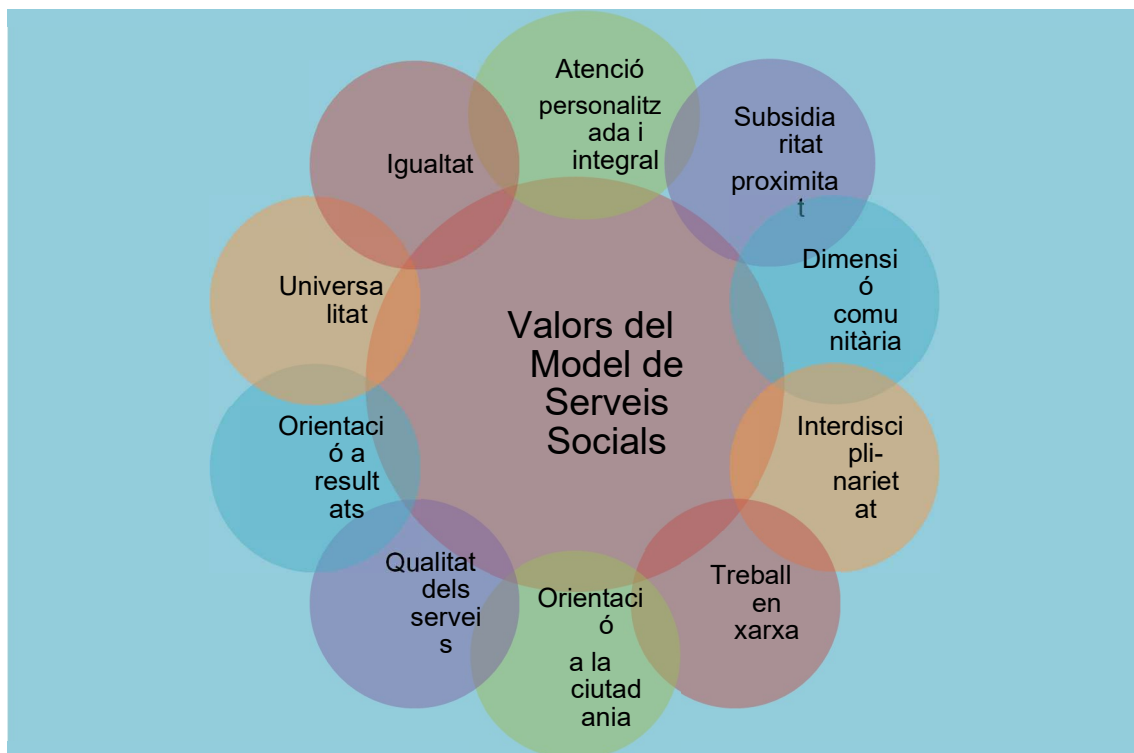 Atenció
personalitz
ada i
integral
Subsidia
ritat
proximita
t
Dimensi
ó
comu
nitària
Interdisci
pli-
nariet
at
Treball
en
xarxa
Orientaci
ó
a la
ciutad
ania
Qualitat
dels
servei
s
Orientaci
ó a
result
ats
Universa
litat
Igualtat
Valors del
Model de
Serveis
Socials